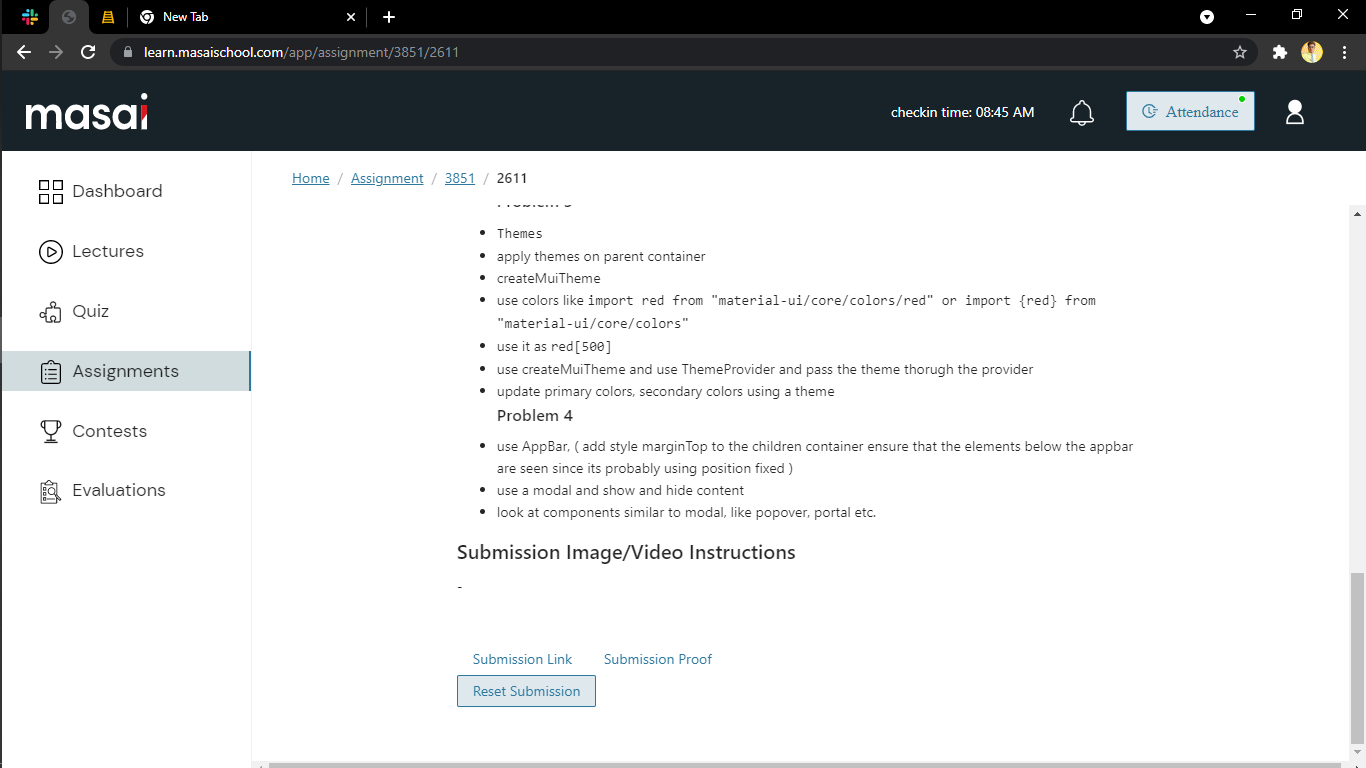 New Tab
learn.masaischool.com/app/assignment/3851/2611
masai
checkin time: 08:45 AM
Attendance
Dashboard
Lectures
Quiz
Assignments
Contests
Evaluations
Home / Assignment / 3851 / 2611
Themes
apply themes on parent container
createMuiTheme
use colors like import red from "material-ui/core/colors/red" or import {red} from
"material-ui/core/colors"
use it as red[500]
use createMuiTheme and use ThemeProvider and pass the theme thorugh the provider
update primary colors, secondary colors using a theme
Problem 4
use AppBar, ( add style marginTop to the children container ensure that the elements below the appbar
are seen since its probably using position fixed )
use a modal and show and hide content
look at components similar to modal, like popover, portal etc.
Submission Image/Video Instructions
-
Submission Link Submission Proof
Reset Submission